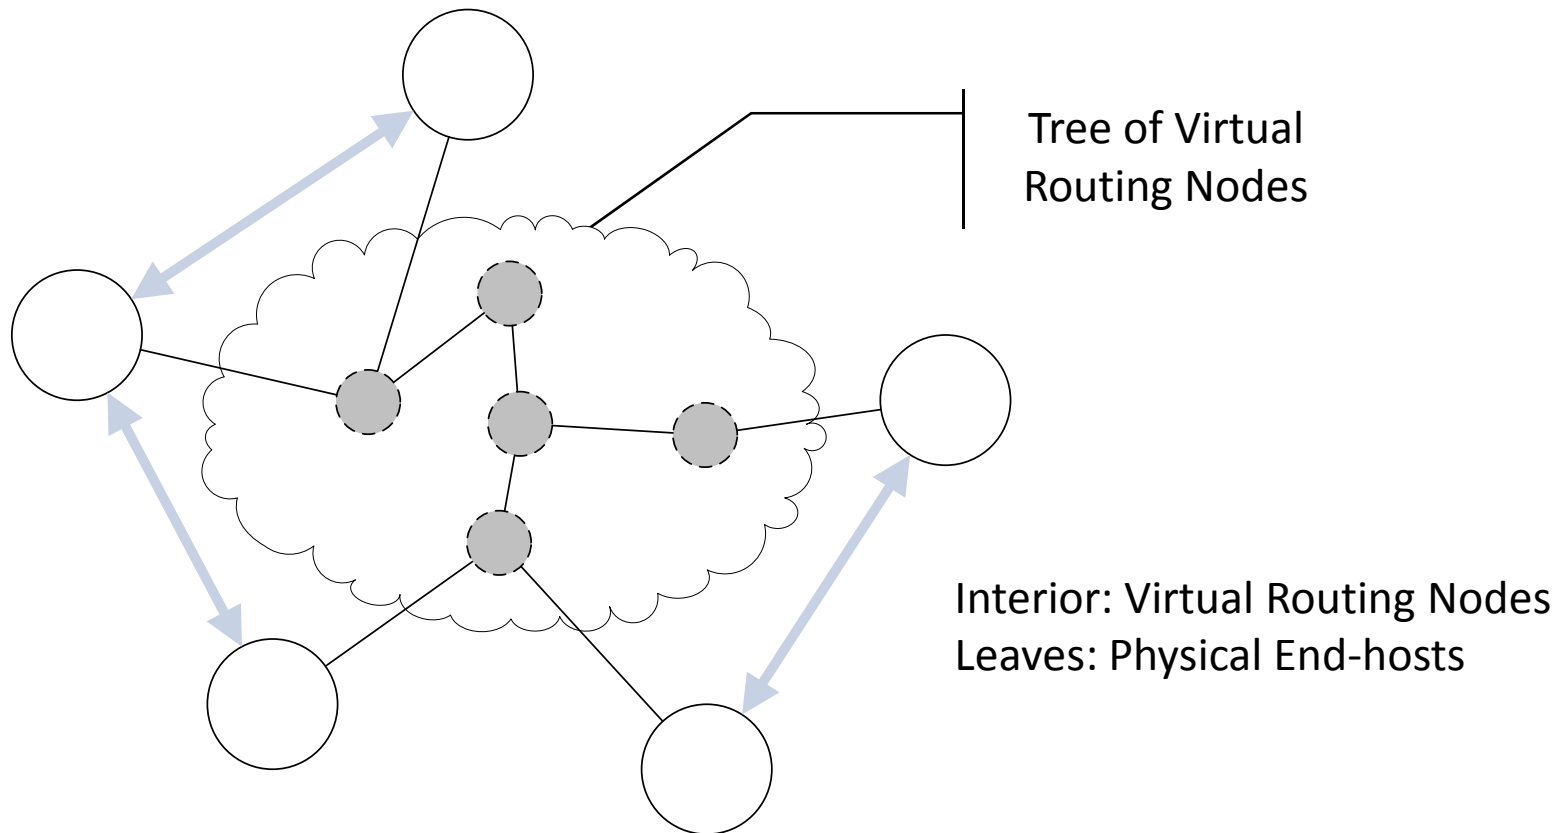 Tree of Virtual
Routing Nodes
Interior: Virtual Routing Nodes
Leaves: Physical End-hosts